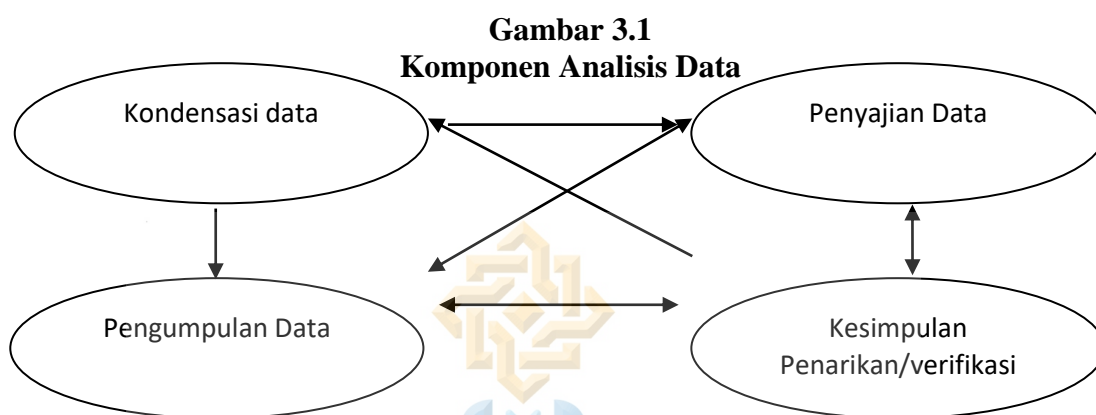 Gambar 3.1
Komponen Analisis Data
Kondensasi data
Penyajian Data
Pengumpulan Data
Kesimpulan
Penarikan/verifikasi